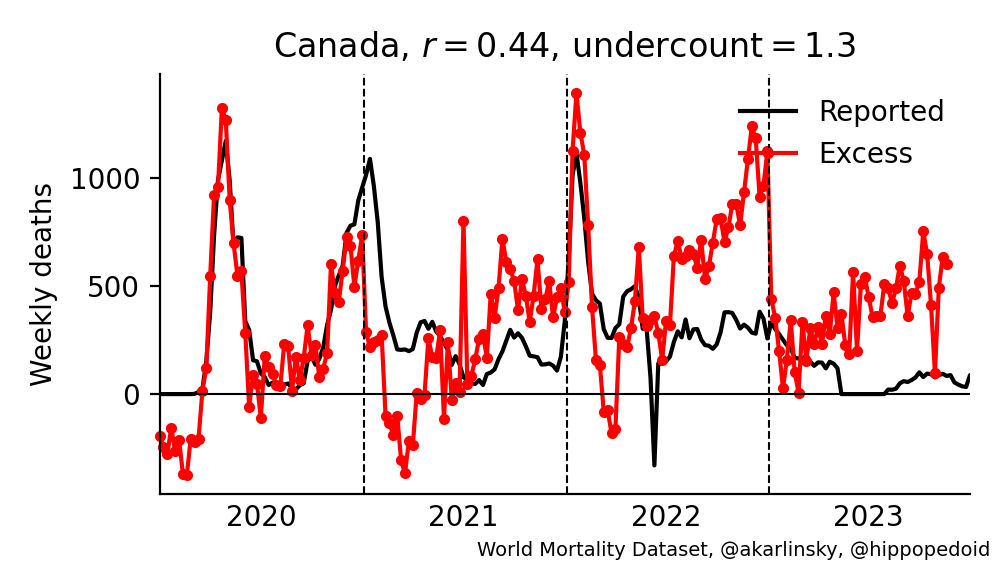 Canada, r = 0.44, undercount = 1.3
Reported
Excess
Weekly deaths
1000
500
0
2020 2021 2022 2023
World Mortality Dataset, @akarlinsky, @hippopedoid